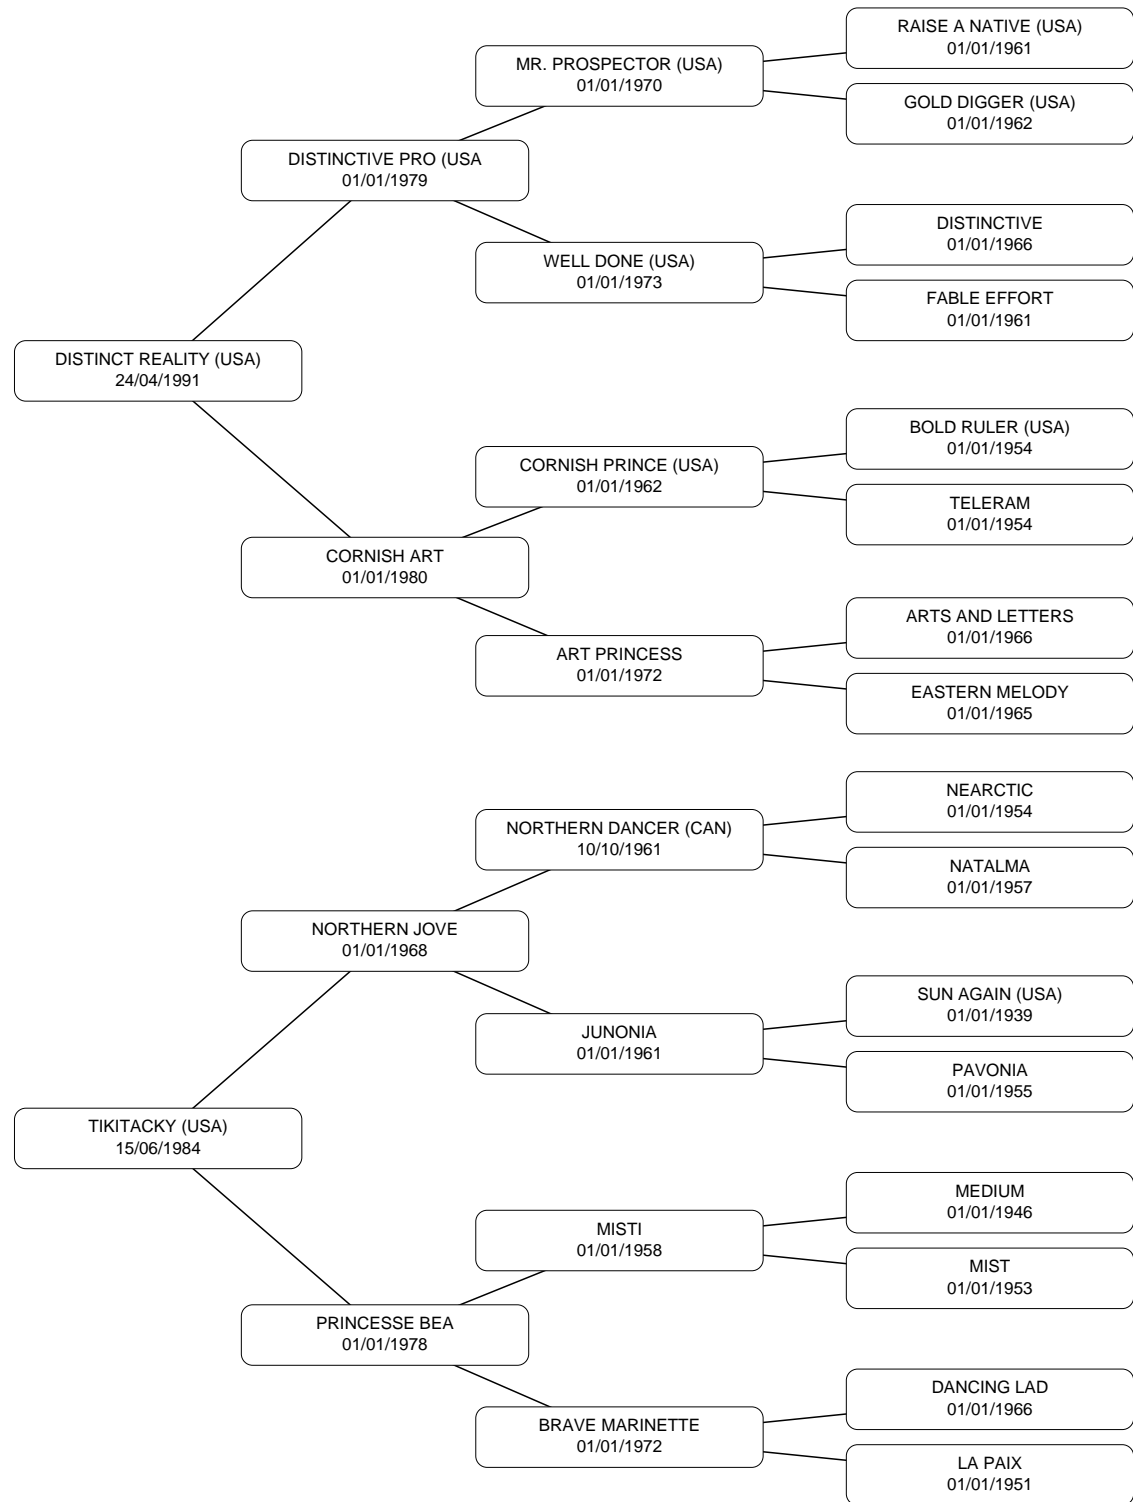 RAISE A NATIVE (USA)
01/01/1961
MR. PROSPECTOR (USA)
01/01/1970
GOLD DIGGER (USA)
01/01/1962
DISTINCTIVE PRO (USA
01/01/1979
DISTINCTIVE
01/01/1966
WELL DONE (USA)
01/01/1973
FABLE EFFORT
01/01/1961
DISTINCT REALITY (USA)
24/04/1991
BOLD RULER (USA)
01/01/1954
CORNISH PRINCE (USA)
01/01/1962
TELERAM
01/01/1954
CORNISH ART
01/01/1980
ARTS AND LETTERS
01/01/1966
ART PRINCESS
01/01/1972
EASTERN MELODY
01/01/1965
NEARCTIC
01/01/1954
NORTHERN DANCER (CAN)
10/10/1961
NATALMA
01/01/1957
NORTHERN JOVE
01/01/1968
SUN AGAIN (USA)
01/01/1939
JUNONIA
01/01/1961
PAVONIA
01/01/1955
TIKITACKY (USA)
15/06/1984
MEDIUM
01/01/1946
MISTI
01/01/1958
MIST
01/01/1953
PRINCESSE BEA
01/01/1978
DANCING LAD
01/01/1966
BRAVE MARINETTE
01/01/1972
LA PAIX
01/01/1951